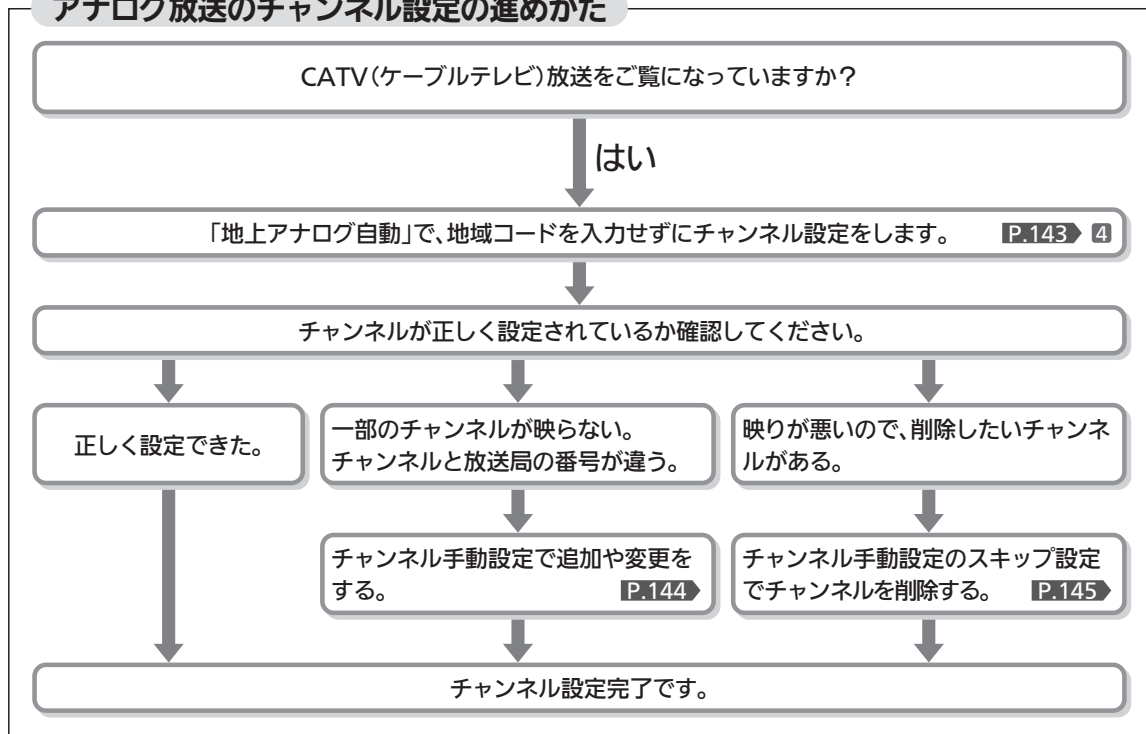 アナログ放送のチャンネル設定の進めかた
CATV(ケーブルテレビ)放送をご覧になっていますか?
はい
「地上アナログ自動」で、地域コードを入力せずにチャンネル設定をします。 P.143 4
チャンネルが正しく設定されているか確認してください。
正しく設定できた。
一部のチャンネルが映らない。
チャンネルと放送局の番号が違う。
映りが悪いので、削除したいチャンネ
ルがある。
チャンネル手動設定で追加や変更を
する。 P.144
チャンネル手動設定のスキップ設定
でチャンネルを削除する。 P.145
チャンネル設定完了です。